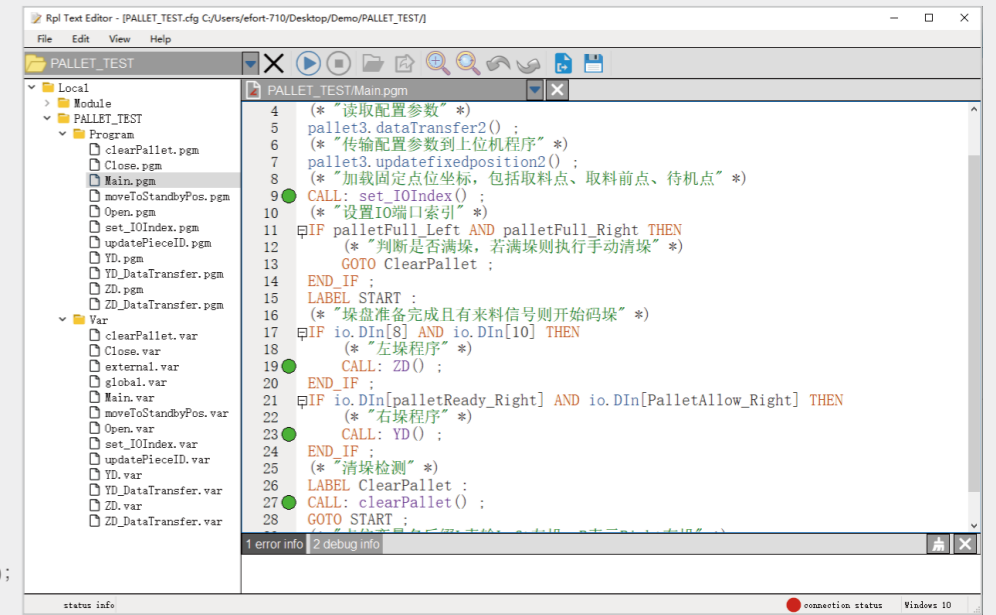 Rpl Text Editor - [PALLET_TEST.cfg C:/Users/efort-710/Desktop/Demo/PALLET_TEST/]
File Edit View Help
PALLET_TEST
Local
Module
PALLET_TEST
Program
clearPallet.pgm
Close.pgm
Main.pgm
moveToStandbyPos.pgm
Open.pgm
set_IOIndex.pgm
updatePieceID.pgm
YD.pgm
YD_DataTransfer.pgm
ZD.pgm
ZD_DataTransfer.pgm
Var
clearPallet.var
Close.var
external.var
global.var
Main.var
moveToStandbyPos.var
Open.var
set_IOIndex.var
updatePieceID.var
YD.var
YD_DataTransfer.var
ZD.var
ZD_DataTransfer.var
PALLET_TEST/Main.pgm
4 (* "读取配置参数" *)
5 pallet3.dataTransfer2() ;
6 (* "传输配置参数到上位机程序" *)
7 pallet3.updatefixedposition2() ;
8 (* "加载固定点位坐标，包括取料点、取料前点、待机点" *)
9 CALL: set_IOIndex() ;
10 (* "设置IO端口索引" *)
11 IF palletFull_Left AND palletFull_Right THEN
12 (* "判断是否满垛，若满垛则执行手动清垛" *)
13 GOTO ClearPallet ;
14 END_IF ;
15 LABEL START :
16 (* "垛盘准备完成且有来料信号则开始码垛" *)
17 IF io.DIn[8] AND io.DIn[10] THEN
18 (* "左垛程序" *)
19 CALL: ZD() ;
20 END_IF ;
21 IF io.DIn[palletReady_Right] AND io.DIn[PalletAllow_Right] THEN
22 (* "右垛程序" *)
23 CALL: YD() ;
24 END_IF ;
25 (* "清垛检测" *)
26 LABEL ClearPallet :
27 CALL: clearPallet() ;
28 GOTO START ;
1 error info 2 debug info
);
status info connection status Windows 10